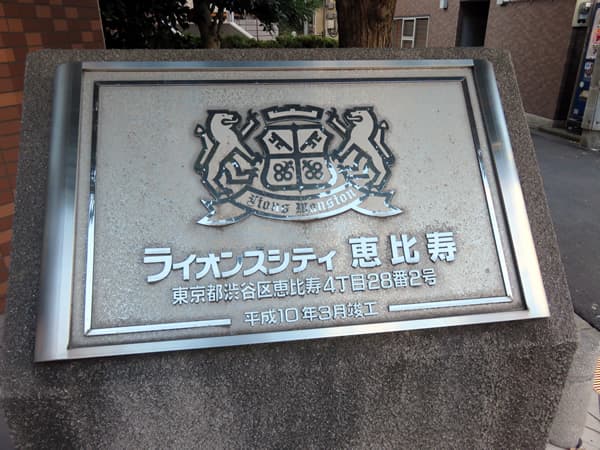 Lions Mansion
ライオンズシティ 恵比寿
東京都渋谷区恵比寿4丁目28番2号
平成10年3月竣工